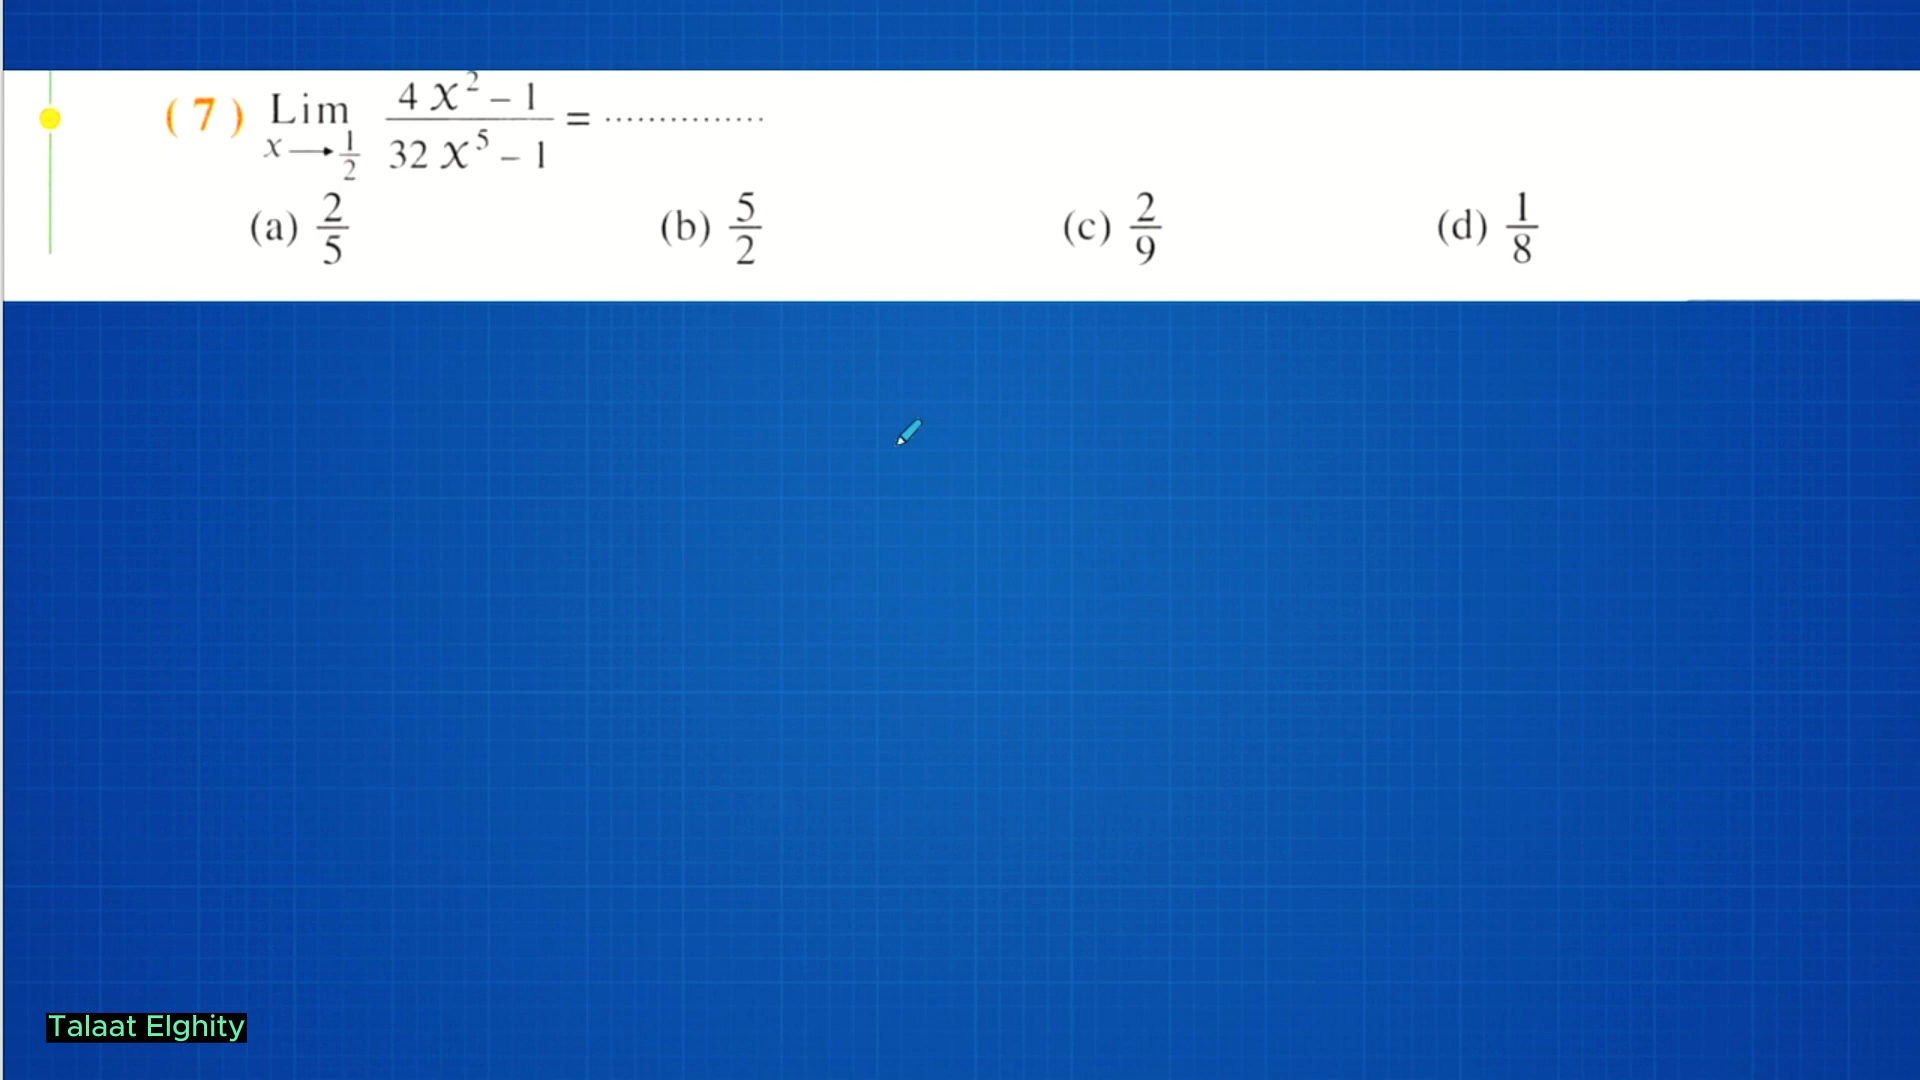 (7) Lim x→1/2 (4x² – 1)/(32x⁵ – 1) = ...............
(a) 2/5 (b) 5/2 (c) 2/9 (d) 1/8
Talaat Elghity